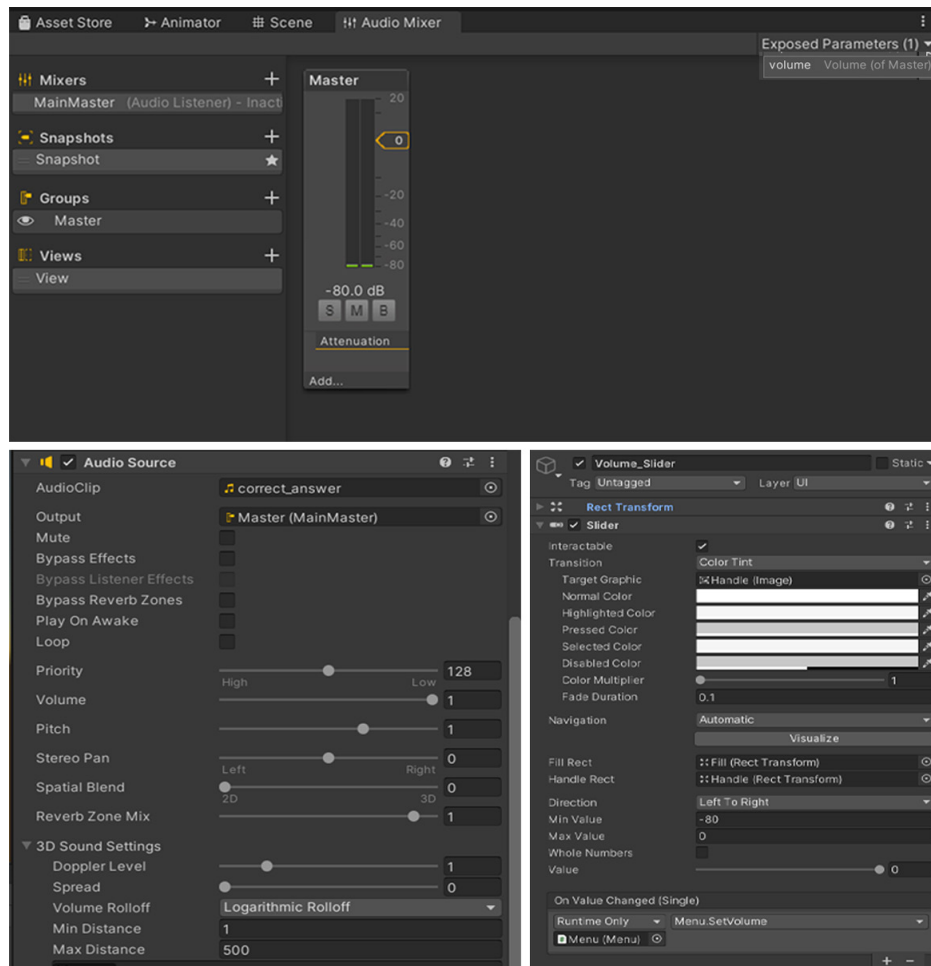 Asset Store Animator Scene Audio Mixer
Exposed Parameters (1)
volume Volume (of Master)
Mixers +
MainMaster (Audio Listener) - Inacti
Snapshots +
Snapshot
Groups +
Master
Views +
View
Master
20
0
-20
-40
-60
-80
-80.0 dB
S M B
Attenuation
Add...
Audio Source
AudioClip correct_answer
Output Master (MainMaster)
Mute
Bypass Effects
Bypass Listener Effects
Bypass Reverb Zones
Play On Awake
Loop
Priority 128
High Low
Volume 1
Pitch 1
Stereo Pan 0
Left Right
Spatial Blend 0
2D 3D
Reverb Zone Mix 1
3D Sound Settings
Doppler Level 1
Spread 0
Volume Rolloff Logarithmic Rolloff
Min Distance 1
Max Distance 500
Volume_Slider Static
Tag Untagged Layer UI
Rect Transform
Slider
Interactable
Transition Color Tint
Target Graphic Handle (Image)
Normal Color
Highlighted Color
Pressed Color
Selected Color
Disabled Color
Color Multiplier 1
Fade Duration 0.1
Navigation Automatic
Visualize
Fill Rect Fill (Rect Transform)
Handle Rect Handle (Rect Transform)
Direction Left To Right
Min Value -80
Max Value 0
Whole Numbers
Value 0
On Value Changed (Single)
Runtime Only Menu.SetVolume
Menu (Menu)
+ -